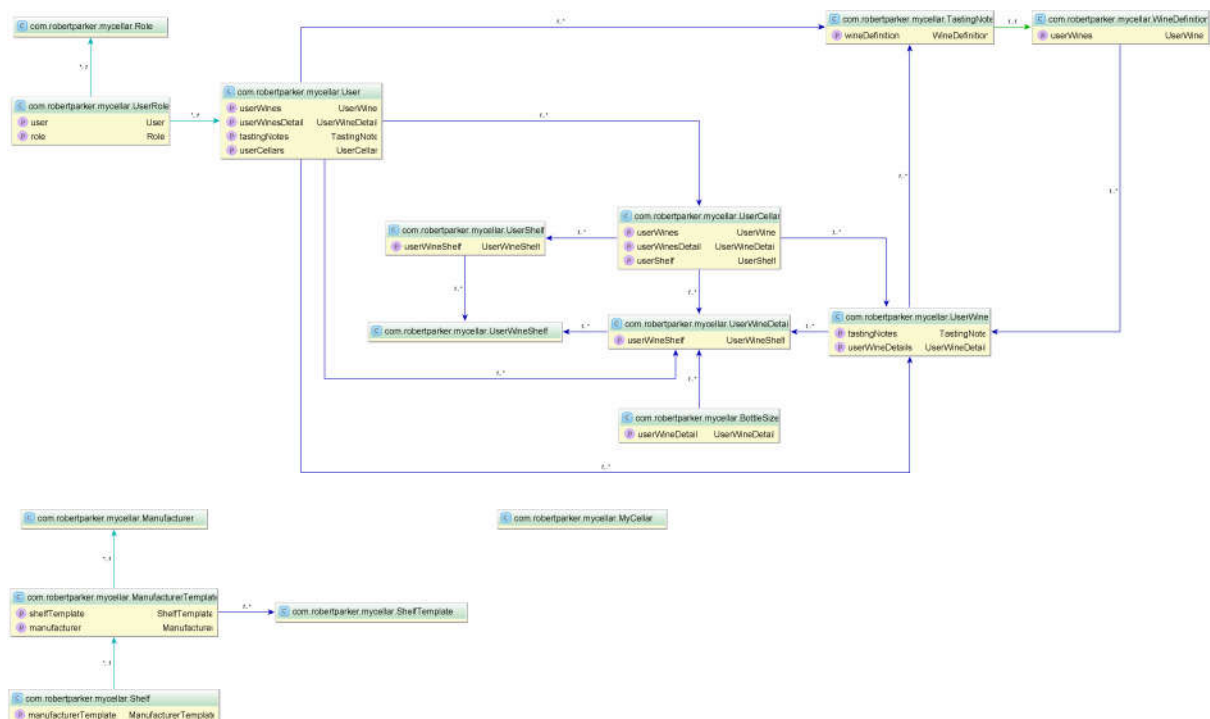 com.robertparker.mycellar.Role
com.robertparker.mycellar.UserRole
user User
role Role
com.robertparker.mycellar.User
userWines UserWine
userWinesDetail UserWineDetail
tastingNotes TastingNote
userCellars UserCellar
com.robertparker.mycellar.TastingNote
wineDefinition WineDefinition
com.robertparker.mycellar.WineDefinition
userWines UserWine
com.robertparker.mycellar.UserShelf
userWineShelf UserWineShelf
com.robertparker.mycellar.UserCellar
userWines UserWine
userWinesDetail UserWineDetail
userShelf UserShelf
com.robertparker.mycellar.UserWineShelf
com.robertparker.mycellar.UserWineDetail
userWineShelf UserWineShelf
com.robertparker.mycellar.UserWine
tastingNotes TastingNote
userWineDetails UserWineDetail
com.robertparker.mycellar.BottleSize
userWineDetail UserWineDetail
com.robertparker.mycellar.Manufacturer
com.robertparker.mycellar.MyCellar
com.robertparker.mycellar.ManufacturerTemplate
shelfTemplate ShelfTemplate
manufacturer Manufacturer
com.robertparker.mycellar.ShelfTemplate
com.robertparker.mycellar.Shelf
manufacturerTemplate ManufacturerTemplate